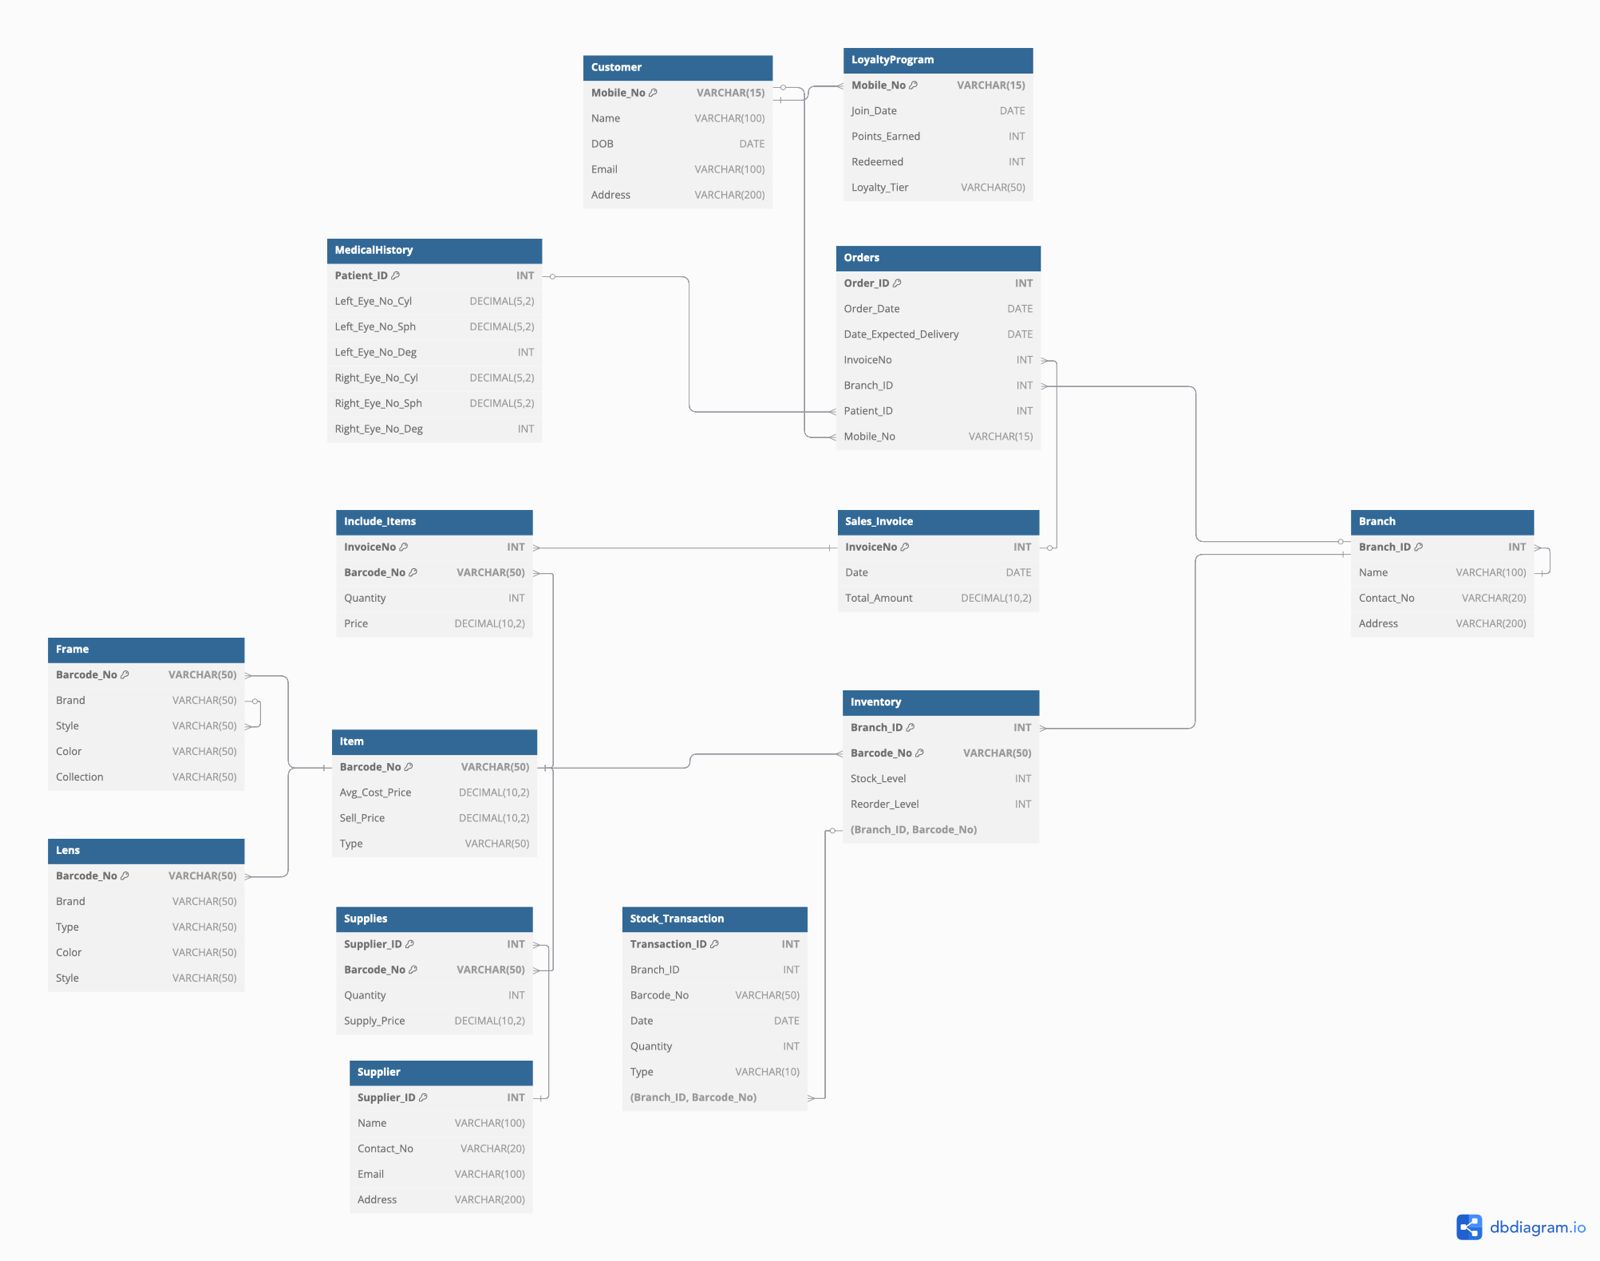 Customer
Mobile_No VARCHAR(15)
Name VARCHAR(100)
DOB DATE
Email VARCHAR(100)
Address VARCHAR(200)
LoyaltyProgram
Mobile_No VARCHAR(15)
Join_Date DATE
Points_Earned INT
Redeemed INT
Loyalty_Tier VARCHAR(50)
MedicalHistory
Patient_ID INT
Left_Eye_No_Cyl DECIMAL(5,2)
Left_Eye_No_Sph DECIMAL(5,2)
Left_Eye_No_Deg INT
Right_Eye_No_Cyl DECIMAL(5,2)
Right_Eye_No_Sph DECIMAL(5,2)
Right_Eye_No_Deg INT
Orders
Order_ID INT
Order_Date DATE
Date_Expected_Delivery DATE
InvoiceNo INT
Branch_ID INT
Patient_ID INT
Mobile_No VARCHAR(15)
Include_Items
InvoiceNo INT
Barcode_No VARCHAR(50)
Quantity INT
Price DECIMAL(10,2)
Sales_Invoice
InvoiceNo INT
Date DATE
Total_Amount DECIMAL(10,2)
Branch
Branch_ID INT
Name VARCHAR(100)
Contact_No VARCHAR(20)
Address VARCHAR(200)
Frame
Barcode_No VARCHAR(50)
Brand VARCHAR(50)
Style VARCHAR(50)
Color VARCHAR(50)
Collection VARCHAR(50)
Item
Barcode_No VARCHAR(50)
Avg_Cost_Price DECIMAL(10,2)
Sell_Price DECIMAL(10,2)
Type VARCHAR(50)
Inventory
Branch_ID INT
Barcode_No VARCHAR(50)
Stock_Level INT
Reorder_Level INT
(Branch_ID, Barcode_No)
Lens
Barcode_No VARCHAR(50)
Brand VARCHAR(50)
Type VARCHAR(50)
Color VARCHAR(50)
Style VARCHAR(50)
Supplies
Supplier_ID INT
Barcode_No VARCHAR(50)
Quantity INT
Supply_Price DECIMAL(10,2)
Stock_Transaction
Transaction_ID INT
Branch_ID INT
Barcode_No VARCHAR(50)
Date DATE
Quantity INT
Type VARCHAR(10)
(Branch_ID, Barcode_No)
Supplier
Supplier_ID INT
Name VARCHAR(100)
Contact_No VARCHAR(20)
Email VARCHAR(100)
Address VARCHAR(200)
dbdiagram.io